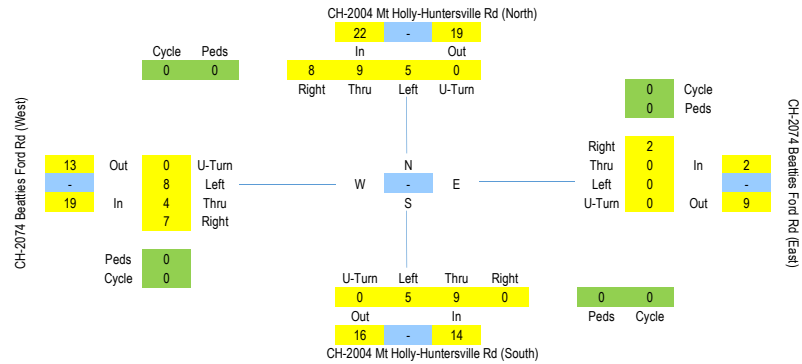 CH-2004 Mt Holly-Huntersville Rd (North)
22 - 19
In Out
Cycle Peds
0 0
8 9 5 0
Right Thru Left U-Turn
0 Cycle
0 Peds
CH-2074 Beatties Ford Rd (West)
13 Out 0 U-Turn
- 8 Left
19 In 4 Thru
7 Right
N
W - E
S
Right 2
Thru 0 In 2
Left 0 -
U-Turn 0 Out 9
CH-2074 Beatties Ford Rd (East)
Peds 0
Cycle 0
U-Turn Left Thru Right
0 5 9 0
Out In
16 - 14
0 0
Peds Cycle
CH-2004 Mt Holly-Huntersville Rd (South)